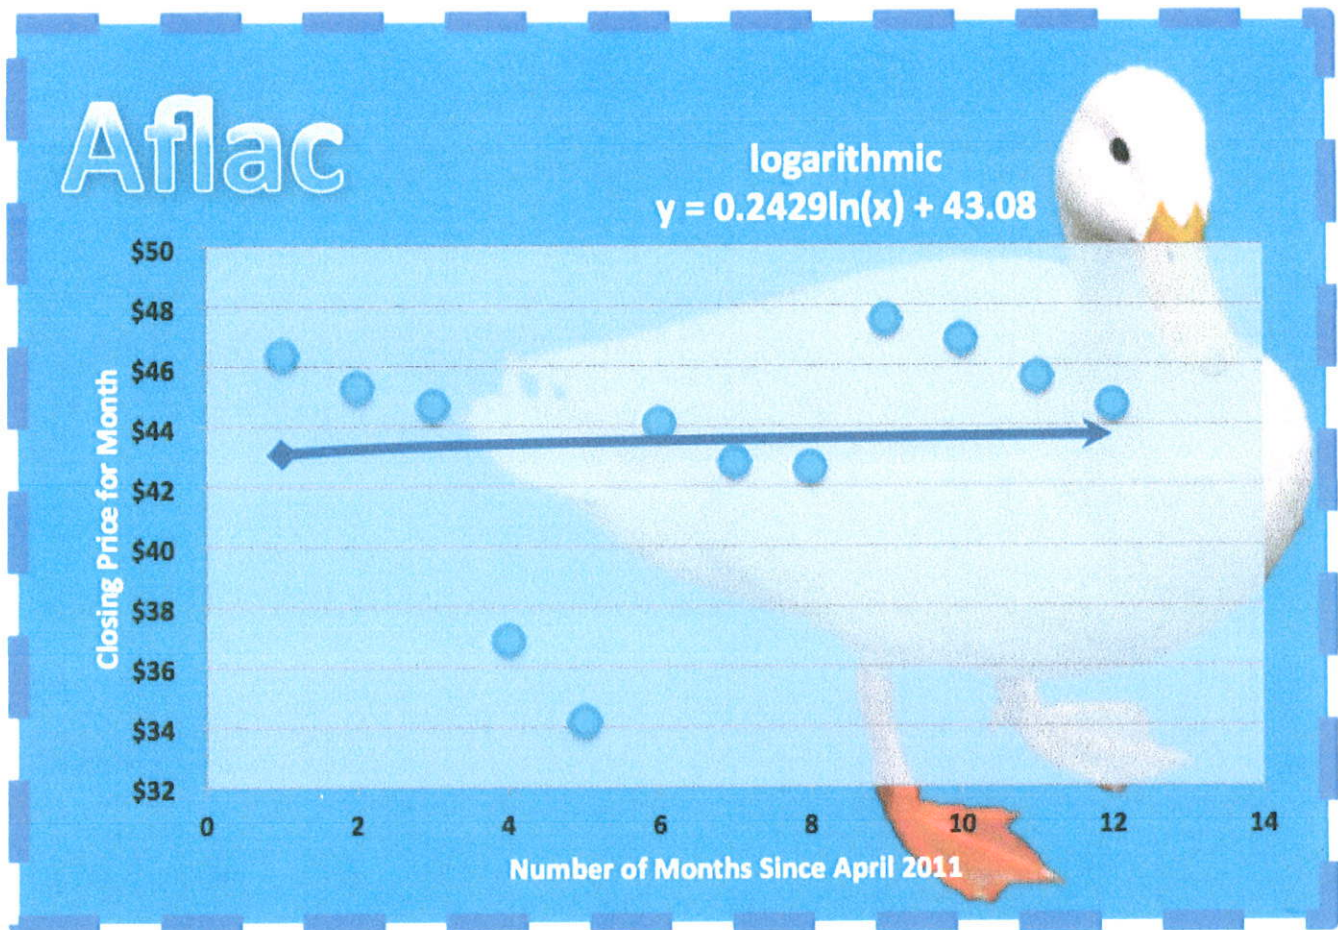 Aflac
logarithmic
y = 0.2429ln(x) + 43.08
$50
$48
$46
$44
$42
$40
$38
$36
$34
$32
Closing Price for Month
0 2 4 6 8 10 12 14
Number of Months Since April 2011